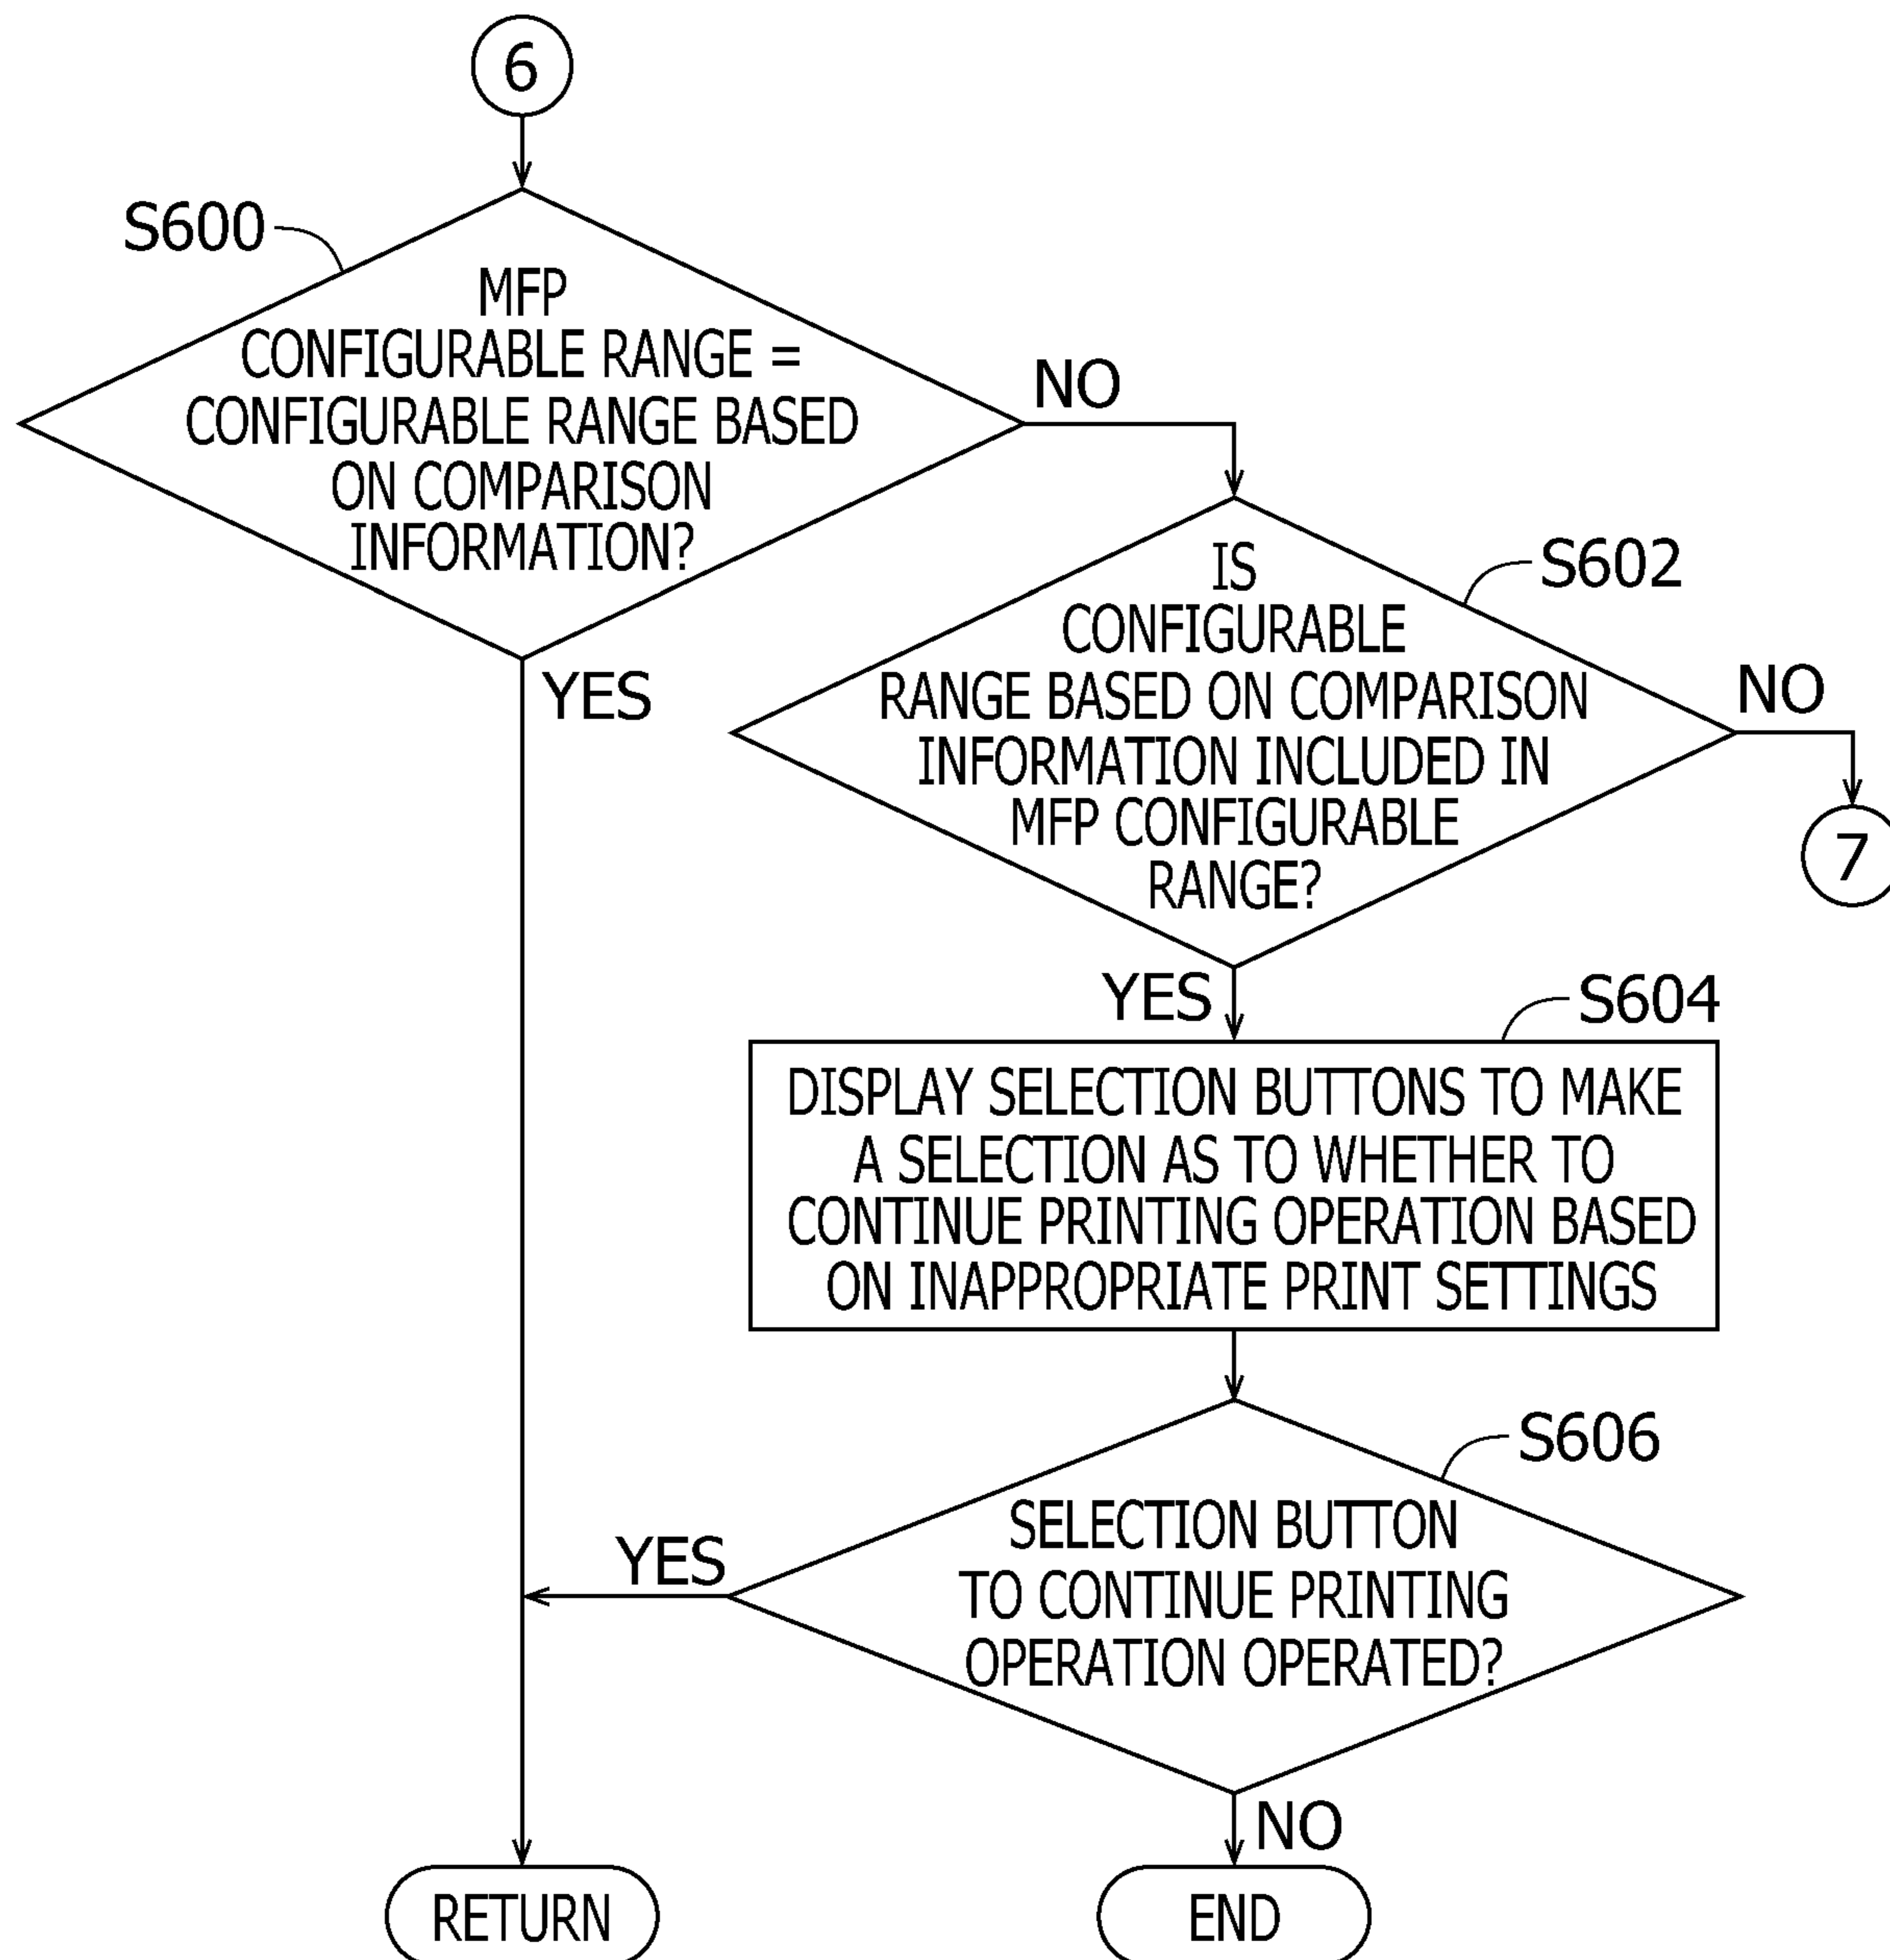 6
S600
MFP
CONFIGURABLE RANGE =
CONFIGURABLE RANGE BASED
ON COMPARISON
INFORMATION?
NO
YES
S602
IS
CONFIGURABLE
RANGE BASED ON COMPARISON
INFORMATION INCLUDED IN
MFP CONFIGURABLE
RANGE?
NO
7
YES
S604
DISPLAY SELECTION BUTTONS TO MAKE
A SELECTION AS TO WHETHER TO
CONTINUE PRINTING OPERATION BASED
ON INAPPROPRIATE PRINT SETTINGS
S606
SELECTION BUTTON
TO CONTINUE PRINTING
OPERATION OPERATED?
YES
NO
RETURN
END